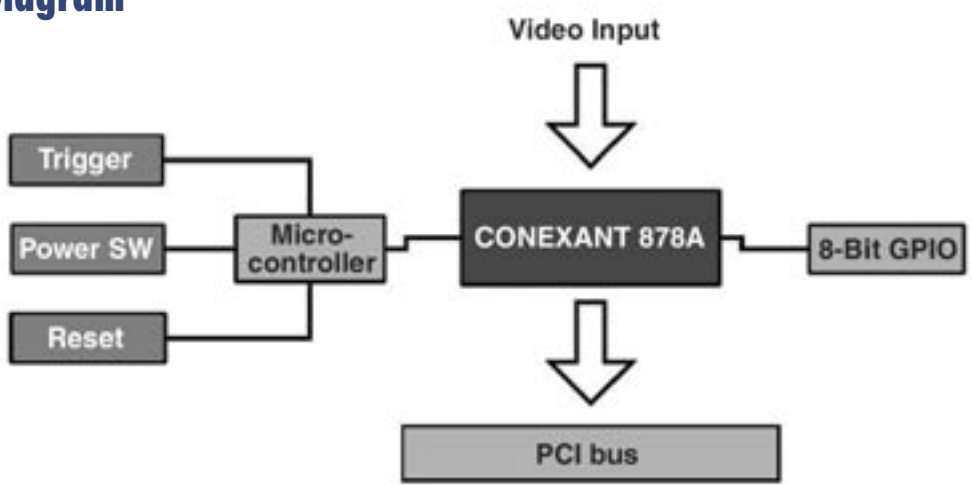 Video Input
Trigger
Power SW
Micro-
controller
CONEXANT 878A
8-Bit GPIO
Reset
PCI bus